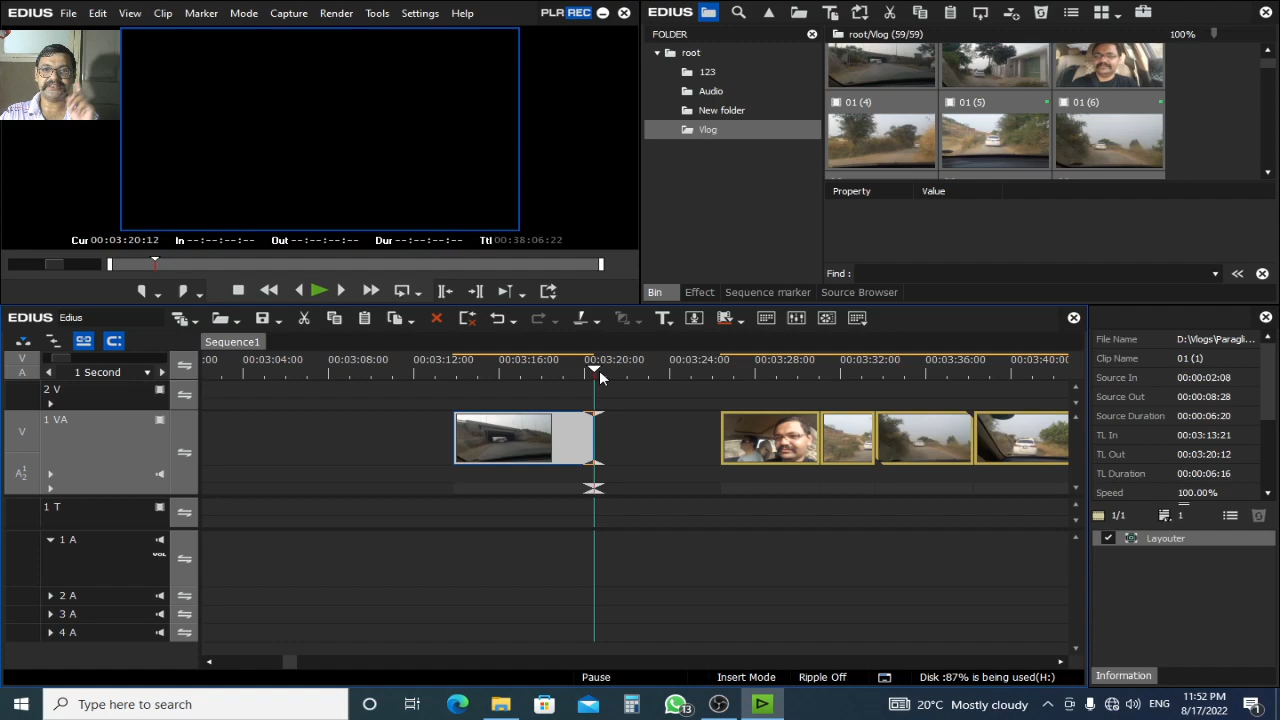 EDIUS File Edit View Clip Marker Mode Capture Render Tools Settings Help PLR REC
Cur 00:03:20:12 In --:--:--:-- Out --:--:--:-- Dur --:--:--:-- Ttl 00:38:06:22
EDIUS
FOLDER root/Vlog (59/59) 100%
root
123
Audio
New folder
Vlog
01 (4) 01 (5) 01 (6)
Property Value
Find :
Bin Effect Sequence marker Source Browser
EDIUS Edius
Sequence1
V :00 00:03:04:00 00:03:08:00 00:03:12:00 00:03:16:00 00:03:20:00 00:03:24:00 00:03:28:00 00:03:32:00 00:03:36:00 00:03:40:00
A 1 Second
2 V
1 VA
V
A 1 2
1 T
1 A
VOL
2 A
3 A
4 A
Pause Insert Mode Ripple Off Disk :87% is being used(H:)
EDIUS
File Name D:\Vlogs\Paragli...
Clip Name 01 (1)
Source In 00:00:02:08
Source Out 00:00:08:28
Source Duration 00:00:06:20
TL In 00:03:13:21
TL Out 00:03:20:12
TL Duration 00:00:06:16
Speed 100.00%
1/1 1
Layouter
Information
Type here to search 13 20°C Mostly cloudy ENG 11:52 PM
8/17/2022 1